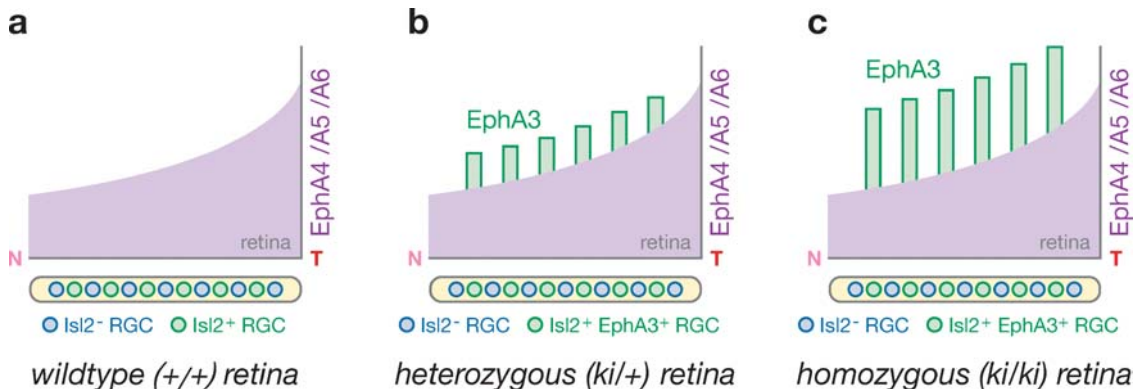 a
EphA4 /A5 /A6
retina
N
T
Isl2- RGC
Isl2+ RGC
wildtype (+/+) retina
b
EphA3
EphA4 /A5 /A6
retina
N
T
Isl2- RGC
Isl2+ EphA3+ RGC
heterozygous (ki/+) retina
c
EphA3
EphA4 /A5 /A6
retina
N
T
Isl2- RGC
Isl2+ EphA3+ RGC
homozygous (ki/ki) retina